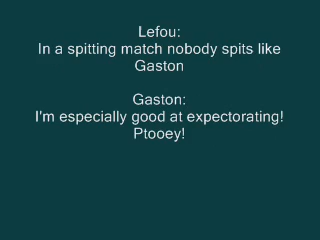 Lefou:
In a spitting match nobody spits like
Gaston
Gaston:
I'm especially good at expectorating!
Ptooey!